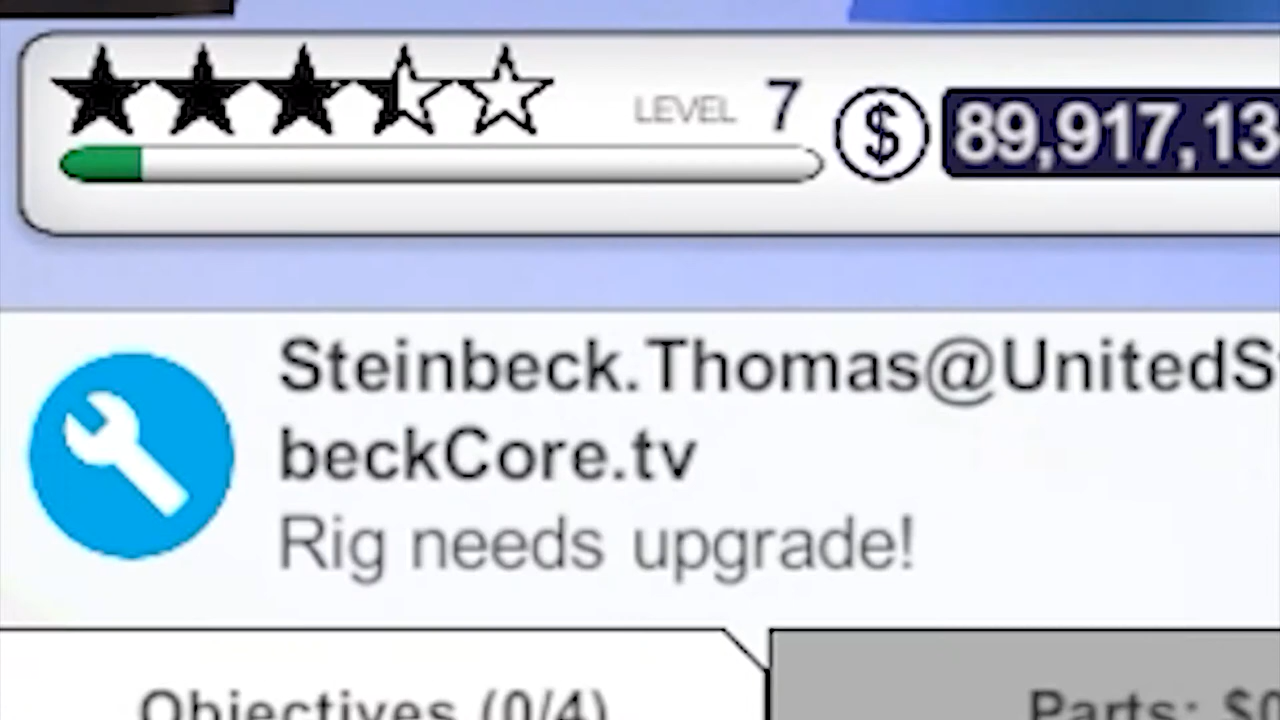 LEVEL 7 $ 89,917,13
Steinbeck.Thomas@UnitedS
beckCore.tv
Rig needs upgrade!
Objectives (0/4) Parts: $0